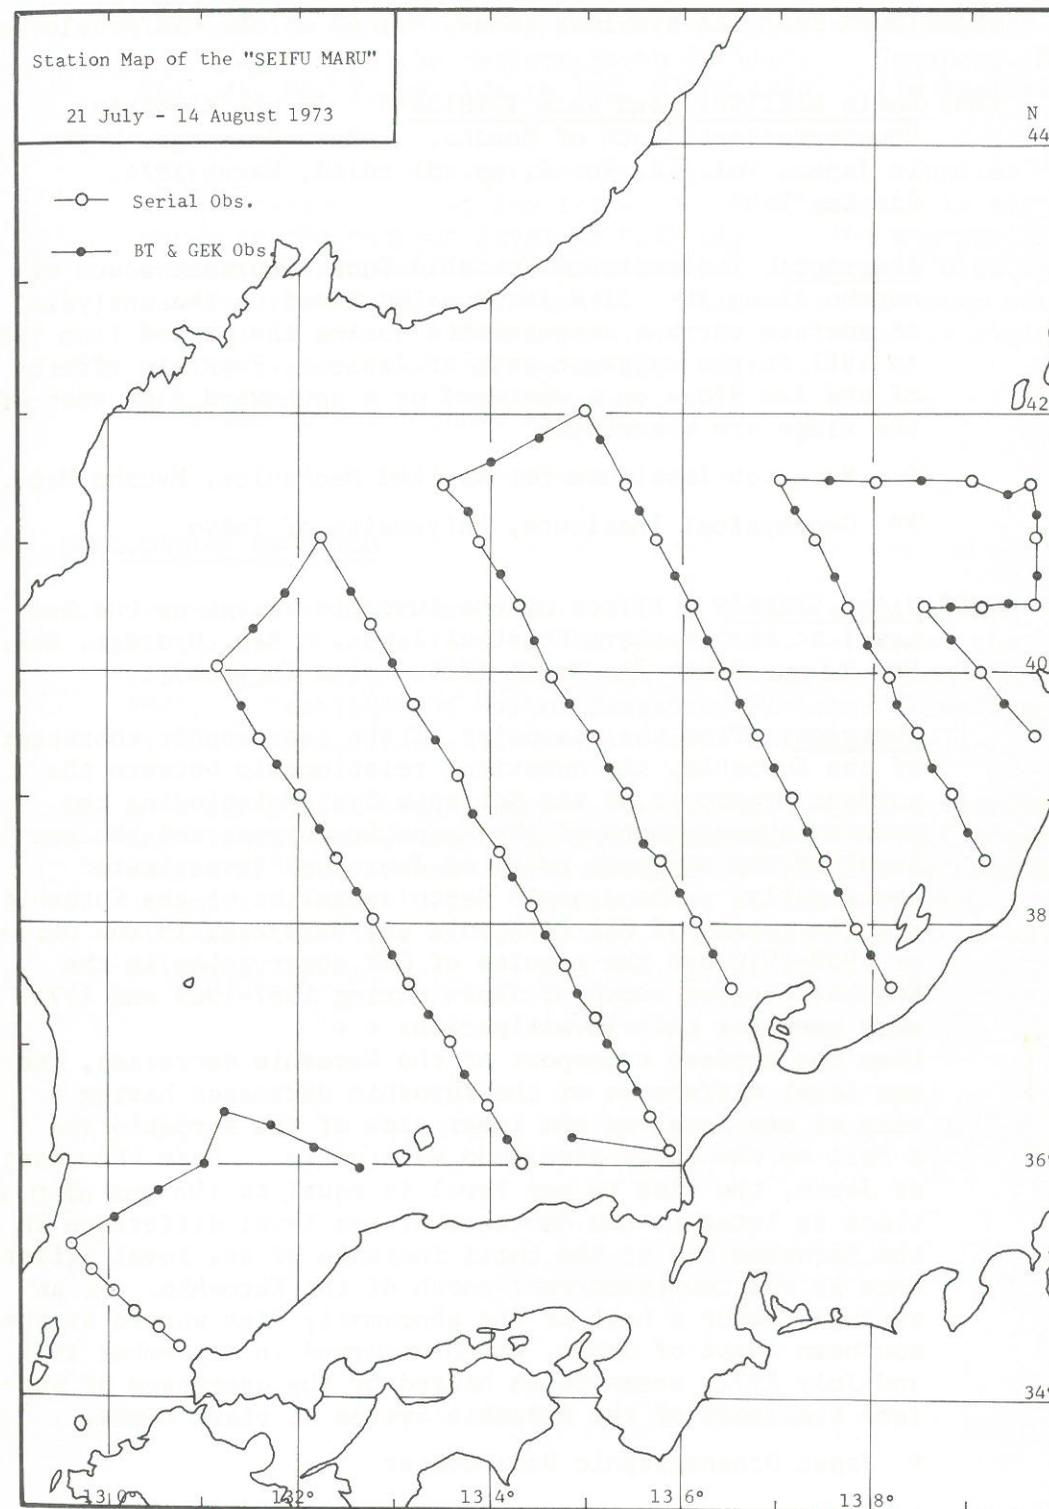 Station Map of the "SEIFU MARU"
21 July - 14 August 1973
N
44
Serial Obs.
BT & GEK Obs.
42
40
38
36°
34°
130°
132°
134°
136°
138°